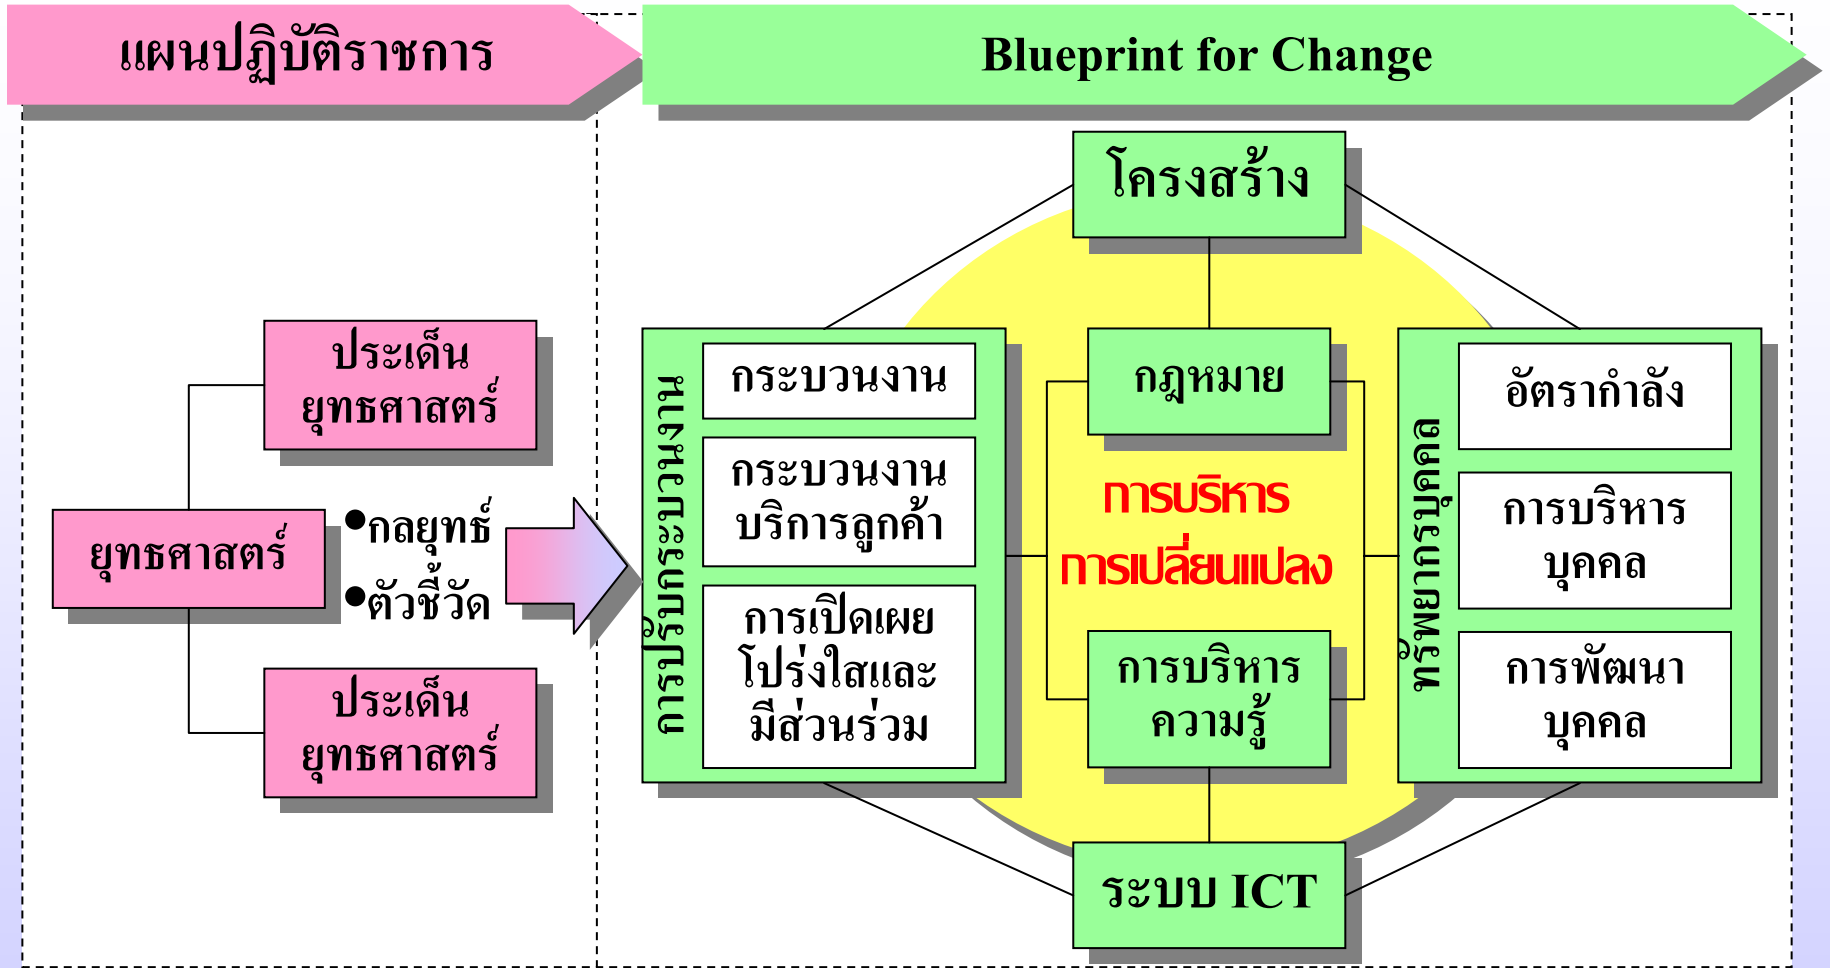 แผนปฏิบัติราชการ
Blueprint for Change
ประเด็น
ยุทธศาสตร์
ยุทธศาสตร์
•กลยุทธ์
•ตัวชี้วัด
ประเด็น
ยุทธศาสตร์
โครงสร้าง
การปรับกระบวนงาน
กระบวนงาน
กระบวนงาน
บริการลูกค้า
การเปิดเผย
โปร่งใสและ
มีส่วนร่วม
กฎหมาย
การบริหาร
การเปลี่ยนแปลง
การบริหาร
ความรู้
ทรัพยากรบุคคล
อัตรากำลัง
การบริหาร
บุคคล
การพัฒนา
บุคคล
ระบบ ICT